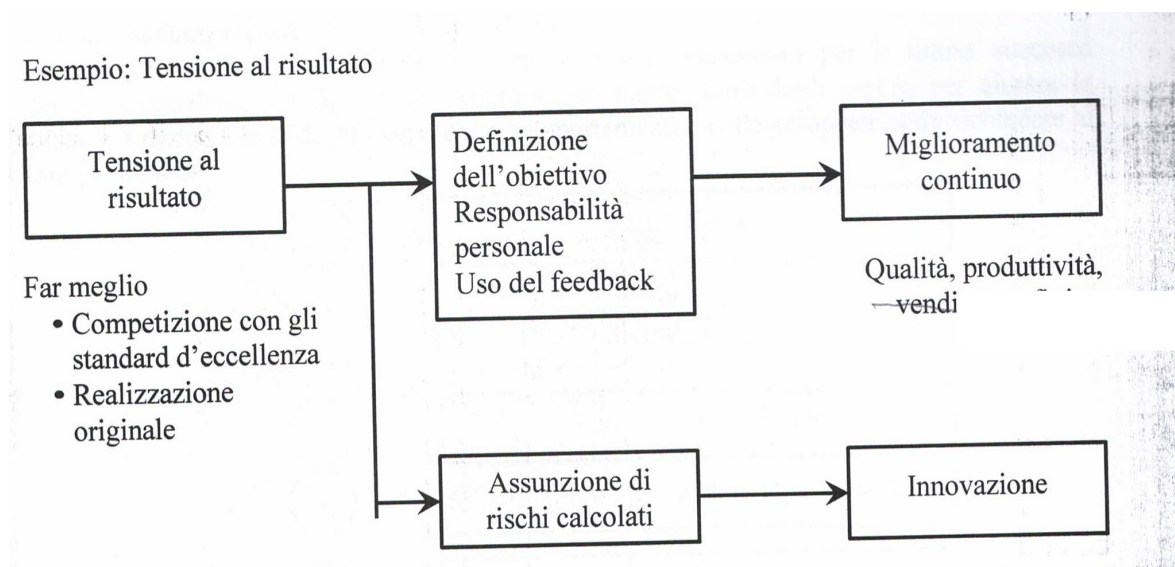 Esempio: Tensione al risultato
Tensione al
risultato
Far meglio
• Competizione con gli
standard d’eccellenza
• Realizzazione
originale
Definizione
dell’obiettivo
Responsabilità
personale
Uso del feedback
Miglioramento
continuo
Qualità, produttività,
Assunzione di
rischi calcolati
Innovazione